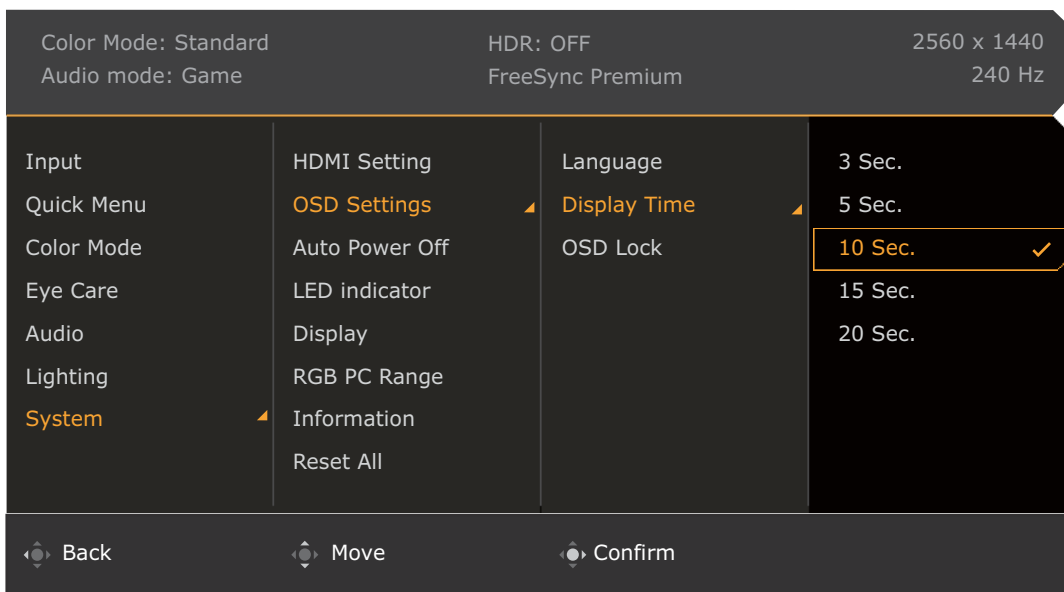 Color Mode: Standard
HDR: OFF
2560 x 1440
Audio mode: Game
FreeSync Premium
240 Hz
Input
Quick Menu
Color Mode
Eye Care
Audio
Lighting
System
HDMI Setting
OSD Settings
Auto Power Off
LED indicator
Display
RGB PC Range
Information
Reset All
Language
Display Time
OSD Lock
3 Sec.
5 Sec.
10 Sec.
15 Sec.
20 Sec.
Back
Move
Confirm